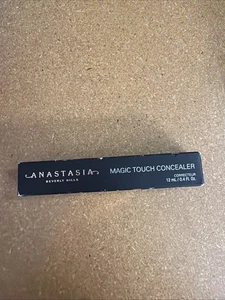 ANASTASIA
BEVERLY HILLS
MAGIC TOUCH CONCEALER
CORRECTEUR
12 mL / 0.4 fl. oz.